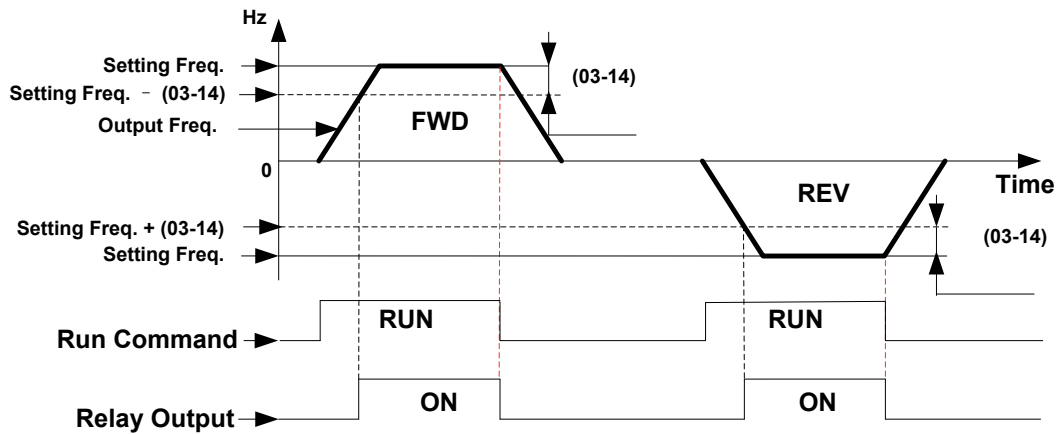 Hz
Setting Freq.
(03-14)
Setting Freq. - (03-14)
Output Freq.
FWD
0
Time
REV
Setting Freq. + (03-14)
(03-14)
Setting Freq.
RUN
RUN
Run Command
ON
ON
Relay Output